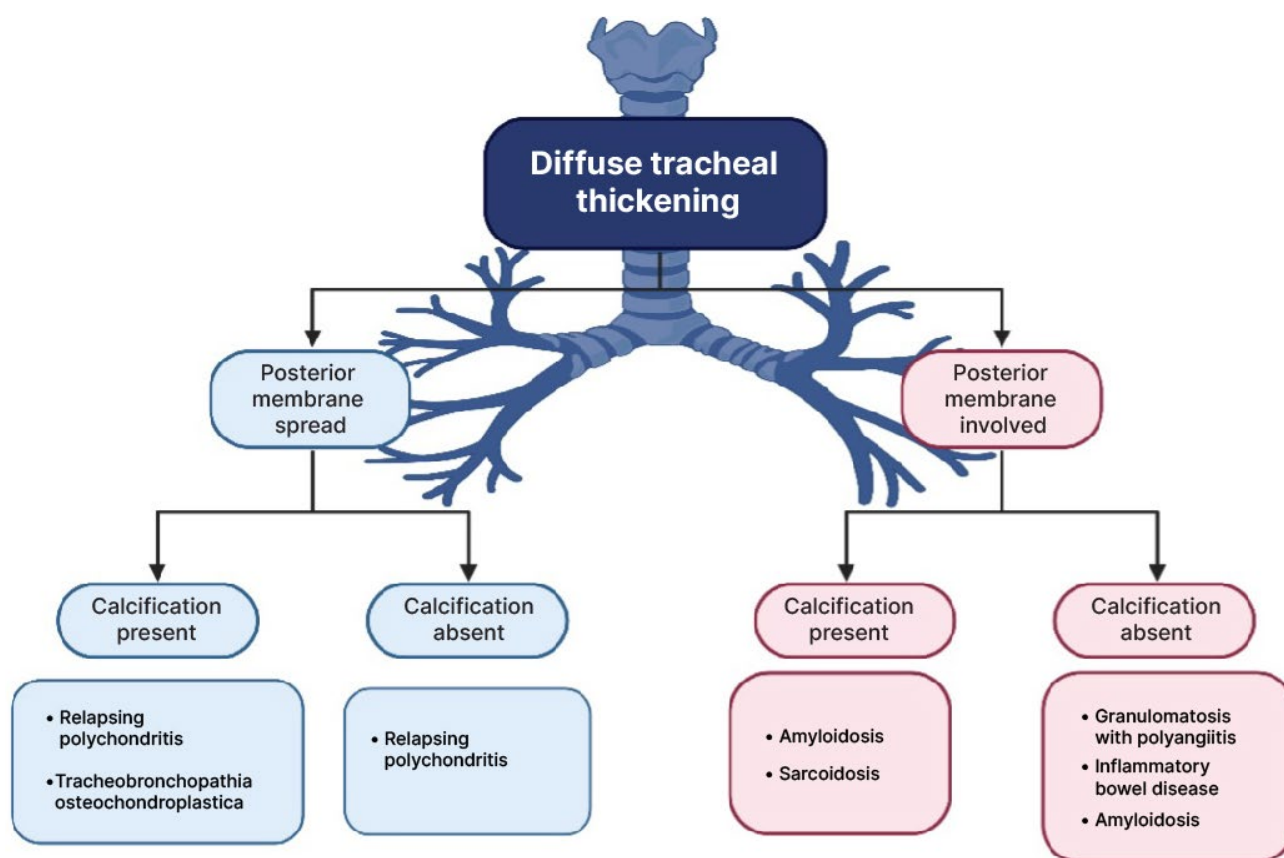 Diffuse tracheal
thickening
Posterior
membrane
spread
Posterior
membrane
involved
Calcification
present
Calcification
absent
Calcification
present
Calcification
absent
• Relapsing
polychondritis
•Tracheobronchopathia
osteochondroplastica
• Relapsing
polychondritis
• Amyloidosis
• Sarcoidosis
• Granulomatosis
with polyangiitis
• Inflammatory
bowel disease
• Amyloidosis